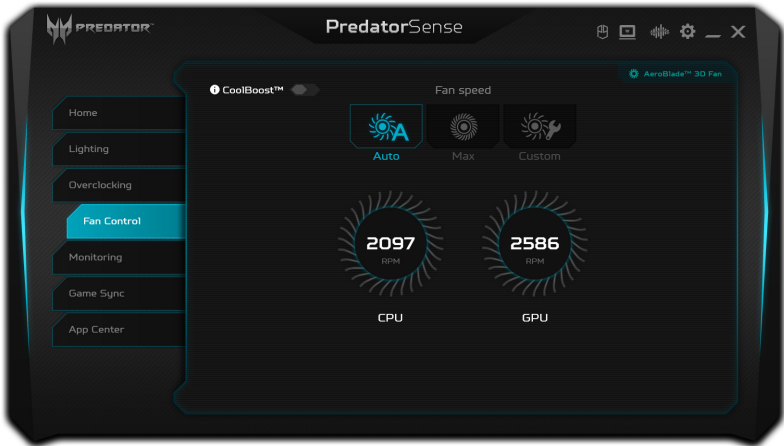 PREDATOR
PredatorSense
AeroBlade™ 3D Fan
CoolBoost™
Fan speed
Home
Lighting
Overclocking
Fan Control
Monitoring
Game Sync
App Center
Auto
Max
Custom
2097
RPM
CPU
2586
RPM
GPU